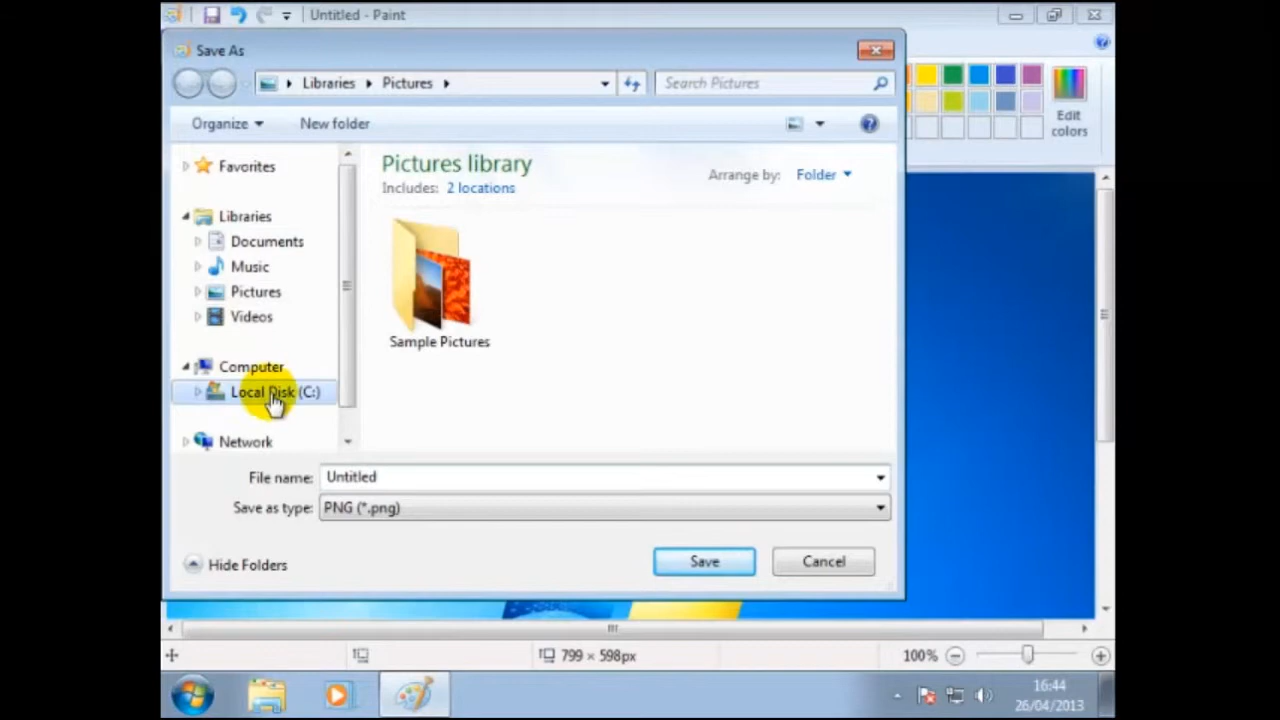 Untitled - Paint
Save As
Libraries Pictures
Search Pictures
Organize New folder
Edit
colors
Favorites
Libraries
Documents
Music
Pictures
Videos
Computer
Local Disk (C:)
Network
Pictures library
Includes: 2 locations
Arrange by: Folder
Sample Pictures
File name: Untitled
Save as type: PNG (*.png)
Hide Folders
Save
Cancel
799 × 598px
100%
16:44
26/04/2013